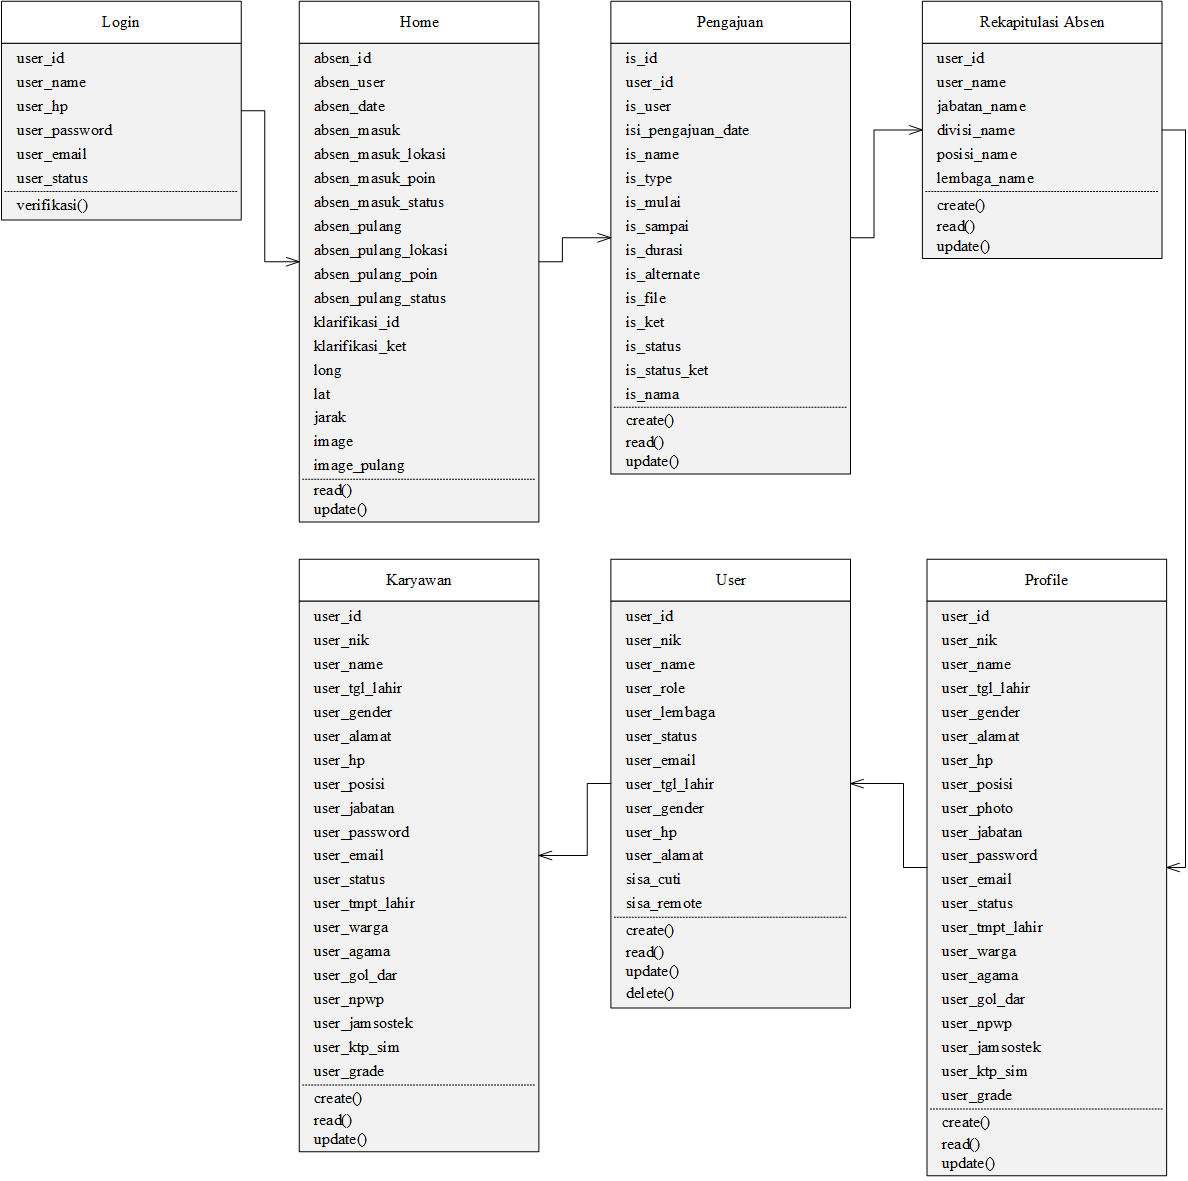 Login
user_id
user_name
user_hp
user_password
user_email
user_status
verifikasi()
Home
absen_id
absen_user
absen_date
absen_masuk
absen_masuk_lokasi
absen_masuk_poin
absen_masuk_status
absen_pulang
absen_pulang_lokasi
absen_pulang_poin
absen_pulang_status
klarifikasi_id
klarifikasi_ket
long
lat
jarak
image
image_pulang
read()
update()
Pengajuan
is_id
user_id
is_user
isi_pengajuan_date
is_name
is_type
is_mulai
is_sampai
is_durasi
is_alternate
is_file
is_ket
is_status
is_status_ket
is_nama
create()
read()
update()
Rekapitulasi Absen
user_id
user_name
jabatan_name
divisi_name
posisi_name
lembaga_name
create()
read()
update()
Karyawan
user_id
user_nik
user_name
user_tgl_lahir
user_gender
user_alamat
user_hp
user_posisi
user_jabatan
user_password
user_email
user_status
user_tmpt_lahir
user_warga
user_agama
user_gol_dar
user_npwp
user_jamsostek
user_ktp_sim
user_grade
create()
read()
update()
User
user_id
user_nik
user_name
user_role
user_lembaga
user_status
user_email
user_tgl_lahir
user_gender
user_hp
user_alamat
sisa_cuti
sisa_remote
create()
read()
update()
delete()
Profile
user_id
user_nik
user_name
user_tgl_lahir
user_gender
user_alamat
user_hp
user_posisi
user_photo
user_jabatan
user_password
user_email
user_status
user_tmpt_lahir
user_warga
user_agama
user_gol_dar
user_npwp
user_jamsostek
user_ktp_sim
user_grade
create()
read()
update()